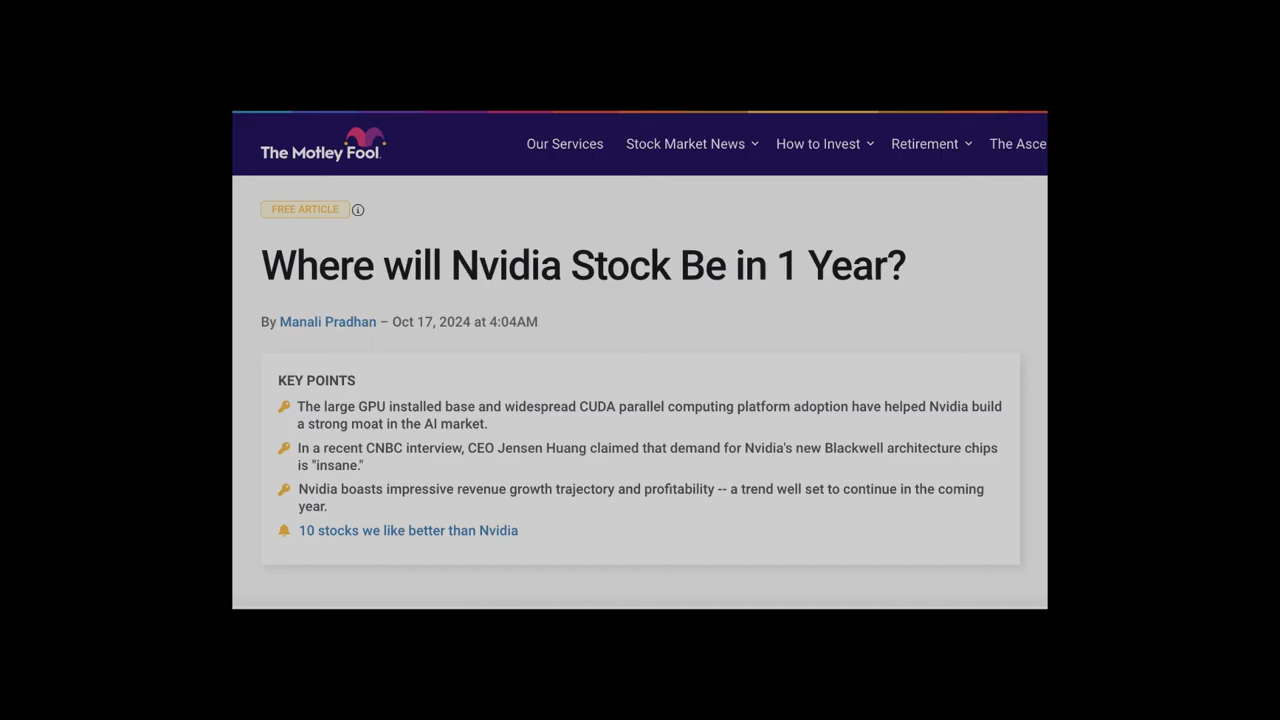 The Motley Fool.
Our Services Stock Market News How to Invest Retirement The Asce
FREE ARTICLE
Where will Nvidia Stock Be in 1 Year?
By Manali Pradhan – Oct 17, 2024 at 4:04AM
KEY POINTS
The large GPU installed base and widespread CUDA parallel computing platform adoption have helped Nvidia build
a strong moat in the AI market.
In a recent CNBC interview, CEO Jensen Huang claimed that demand for Nvidia's new Blackwell architecture chips
is "insane."
Nvidia boasts impressive revenue growth trajectory and profitability -- a trend well set to continue in the coming
year.
10 stocks we like better than Nvidia